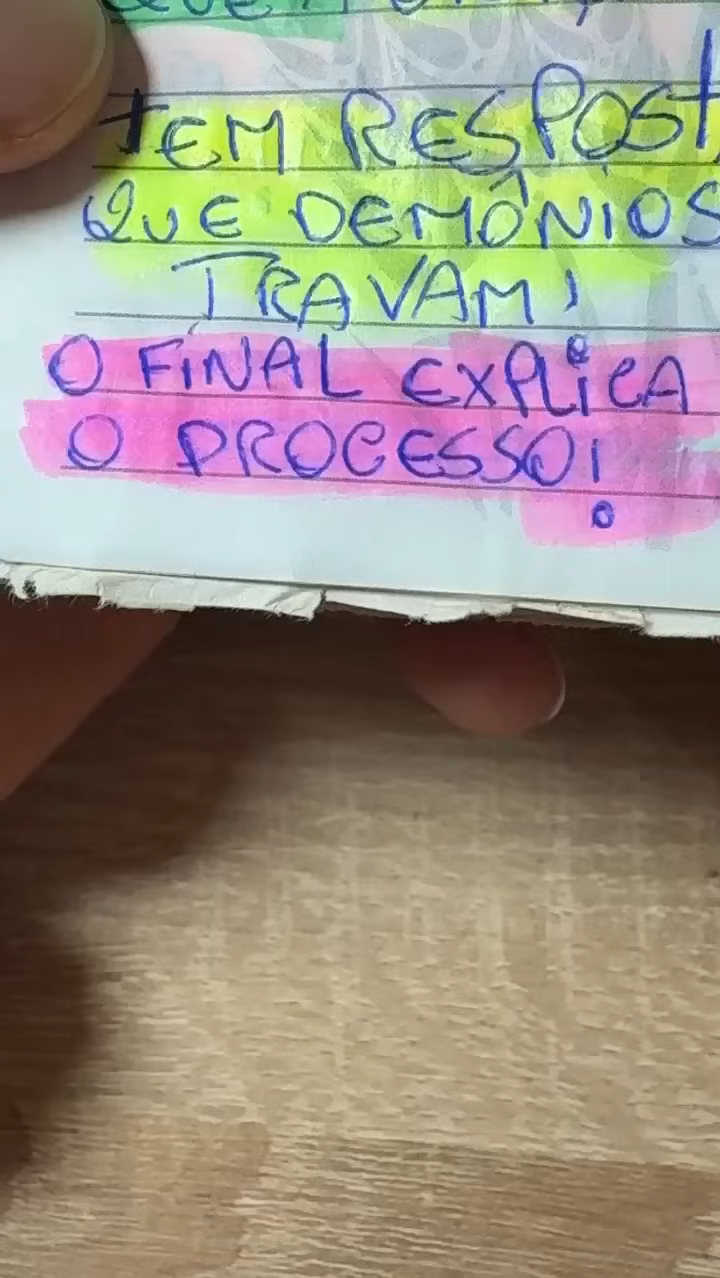 TEM RESPOST
QUE DEMÔNIOS
TRAVAM!
O FINAL EXPLICA
O PROCESSO!